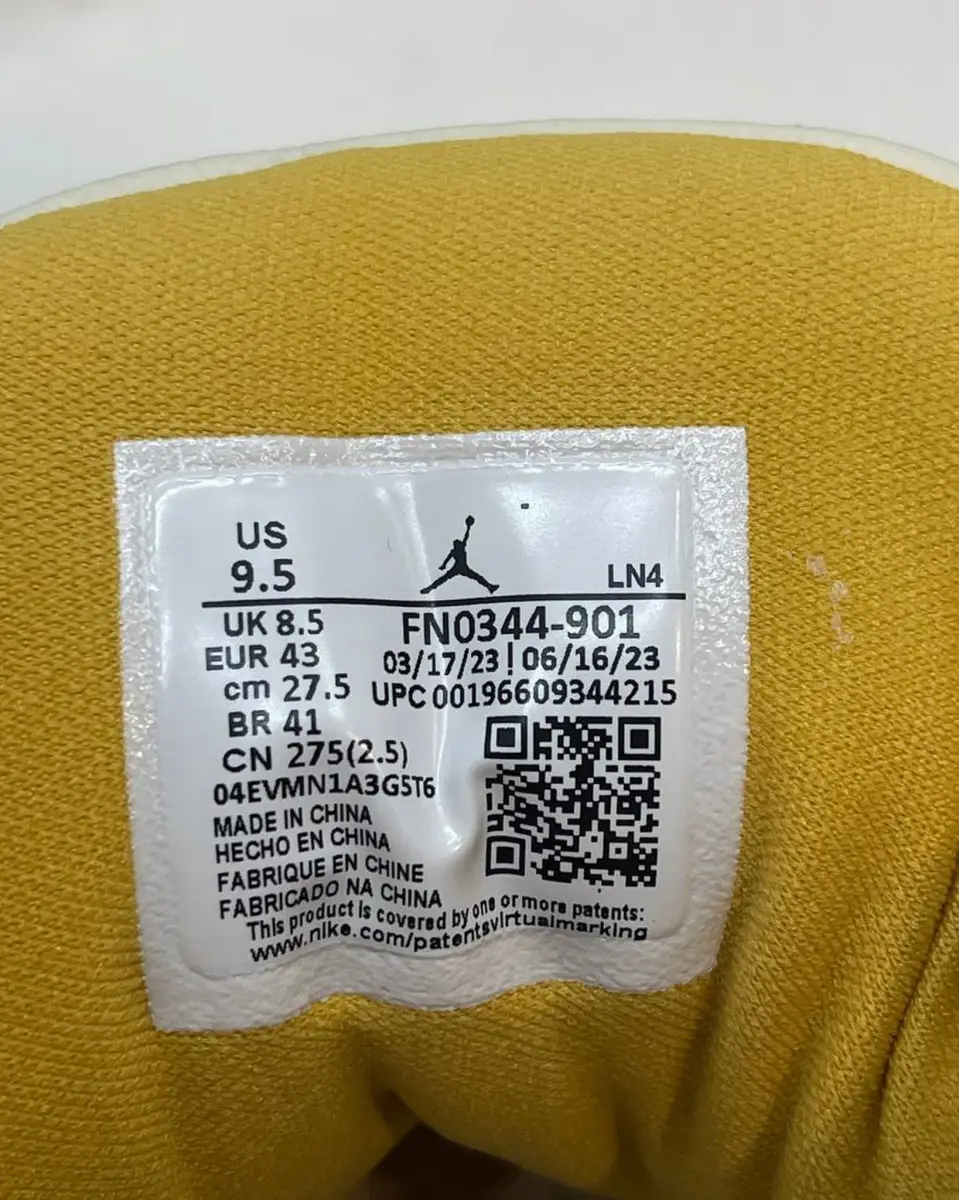 US
9.5
LN4
UK 8.5
EUR 43
cm 27.5
BR 41
CN 275(2.5)
04EVMN1A3G5T6
FN0344-901
03/17/23 | 06/16/23
UPC 00196609344215
MADE IN CHINA
HECHO EN CHINA
FABRIQUE EN CHINE
FABRICADO NA CHINA
This product is covered by one or more patents:
www.nike.com/patentsvirtualmarking